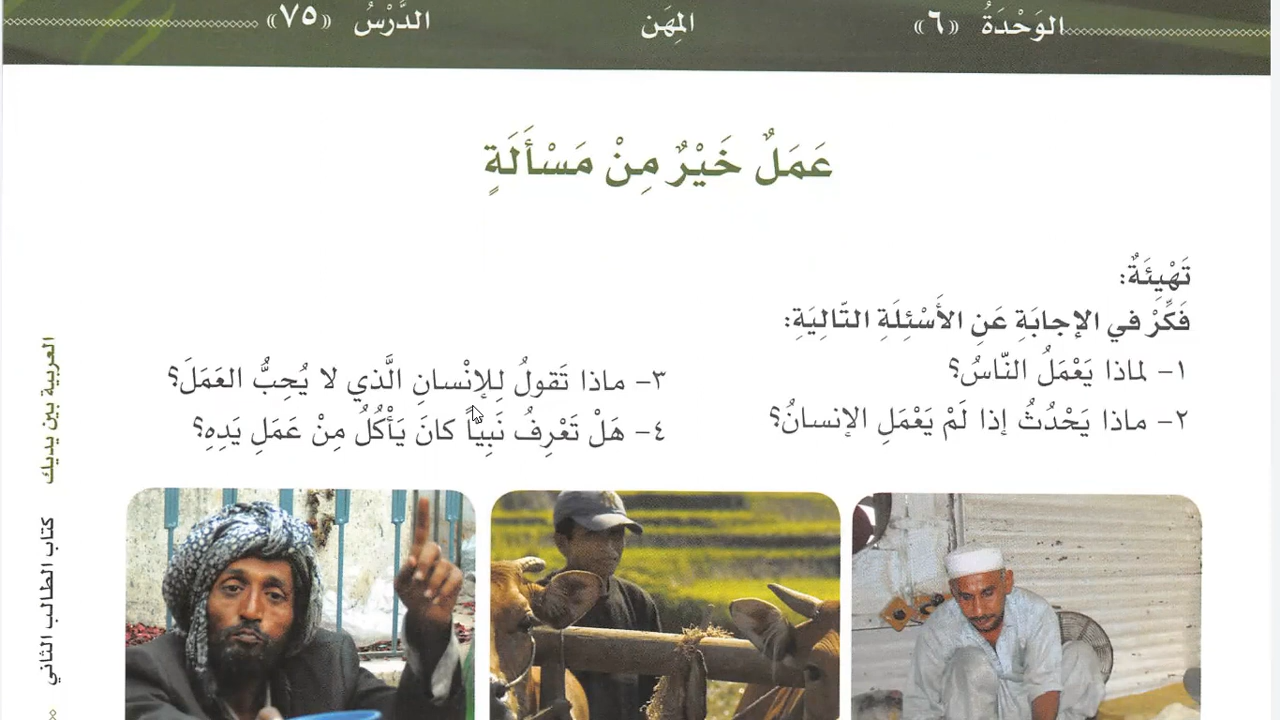 الوَحْدَةُ «٦»
المِهَن
الدَّرْسُ «٧٥»
عَمَلٌ خَيْرٌ مِنْ مَسْأَلَةٍ
تَهْيِئَةٌ:
فَكِّرْ في الإجابَةِ عَنِ الأَسْئِلَةِ التّالِيَةِ:
١- لماذا يَعْمَلُ النّاسُ؟
٢- ماذا يَحْدُثُ إذا لَمْ يَعْمَلِ الإنسانُ؟
٣- ماذا تَقولُ لِلإنْسانِ الَّذي لا يُحِبُّ العَمَلَ؟
٤- هَلْ تَعْرِفُ نَبِيّاً كانَ يَأْكُلُ مِنْ عَمَلِ يَدِهِ؟
العربية بين يديك كتاب الطالب الثاني